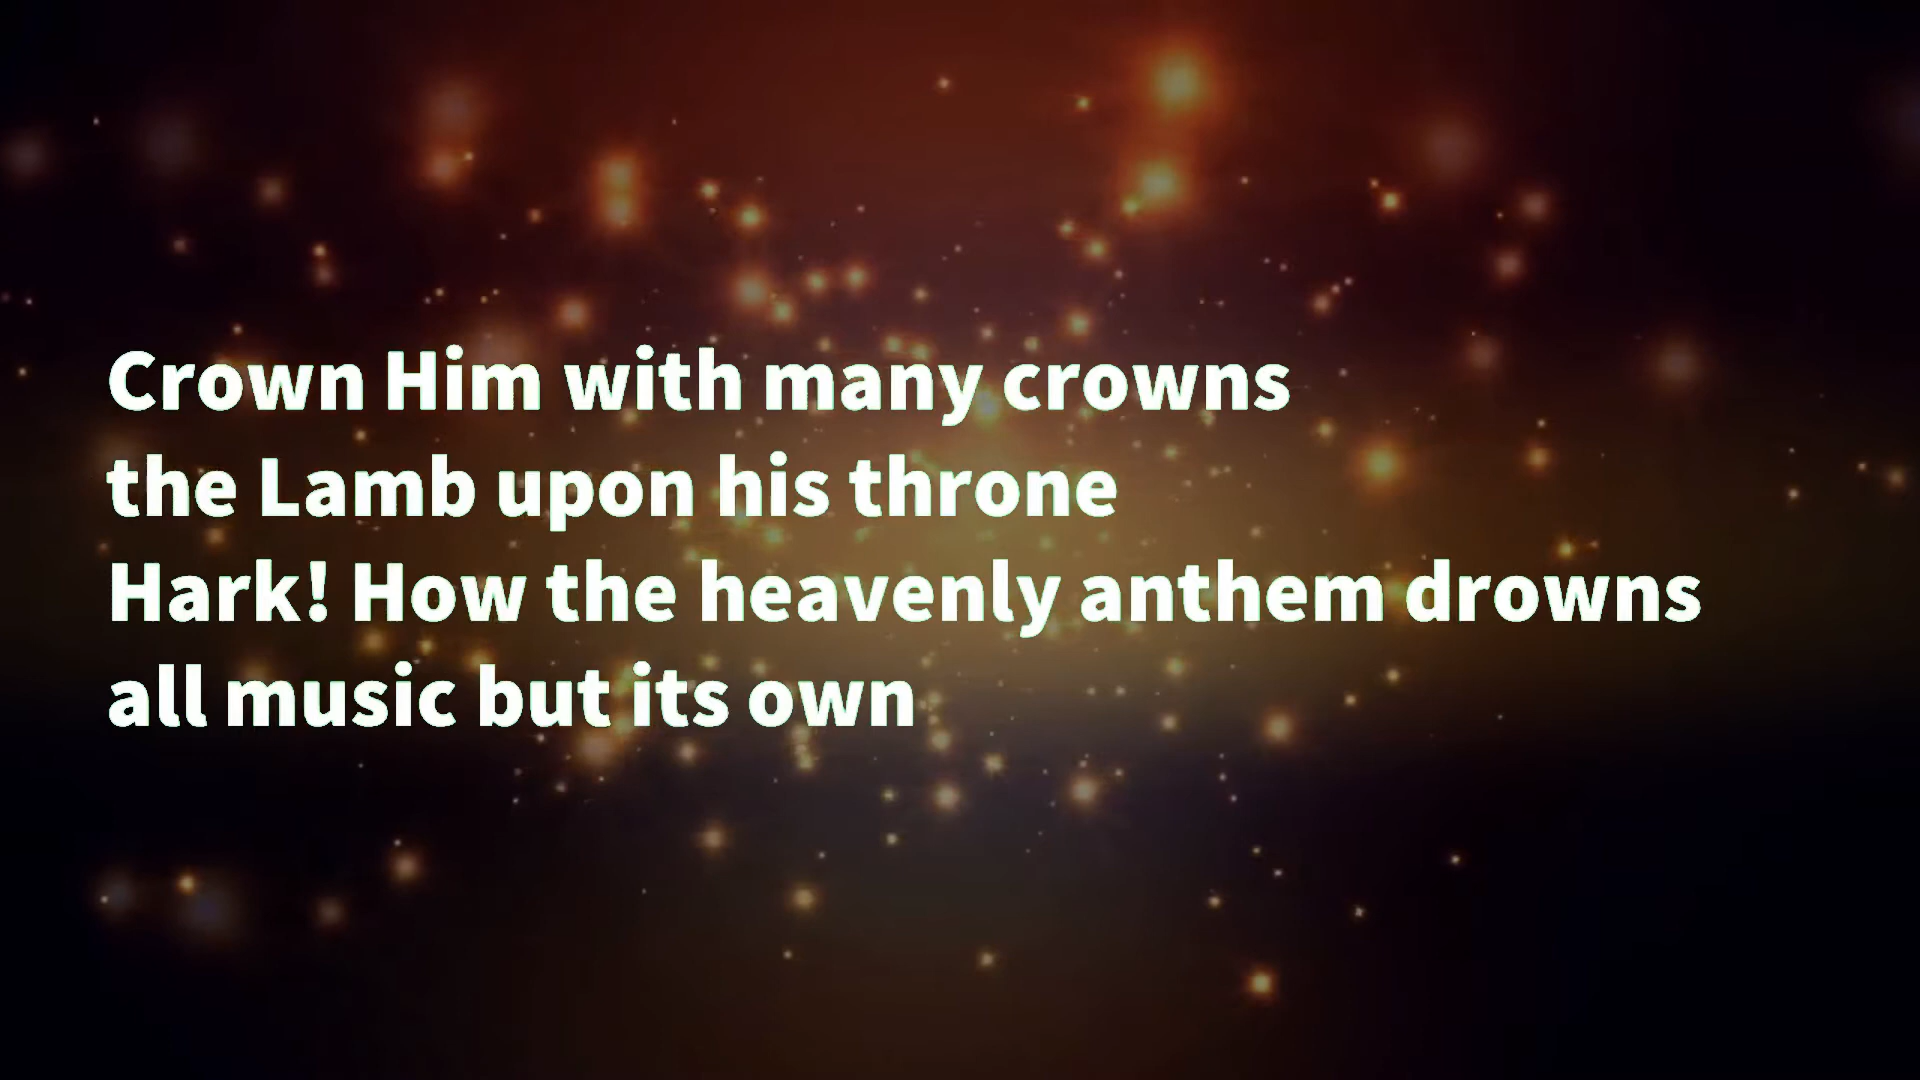 Crown Him with many crowns
the Lamb upon his throne
Hark! How the heavenly anthem drowns
all music but its own